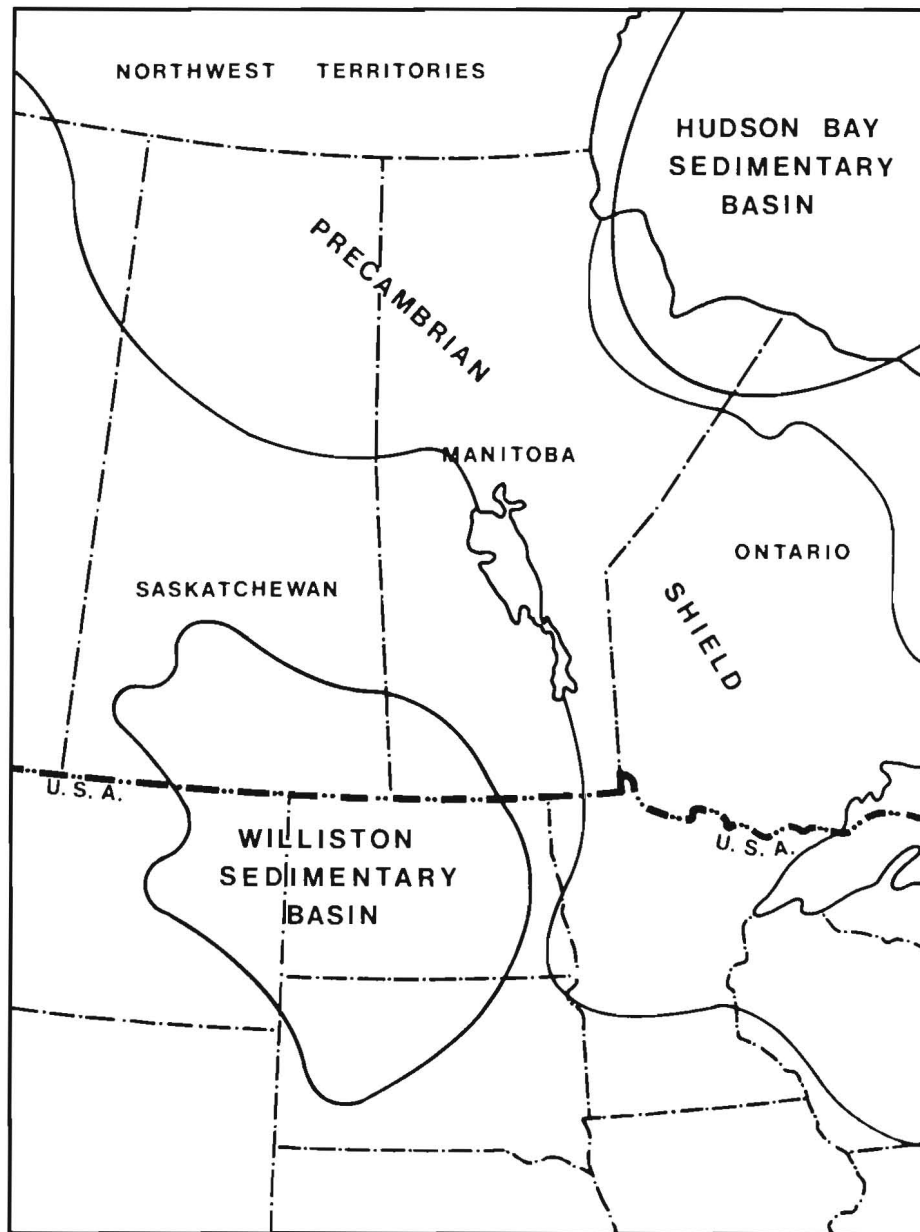 NORTHWEST TERRITORIES
HUDSON BAY
SEDIMENTARY
BASIN
PRECAMBRIAN
MANITOBA
ONTARIO
SASKATCHEWAN
SHIELD
U.S.A.
U.S.A.
WILLISTON
SEDIMENTARY
BASIN